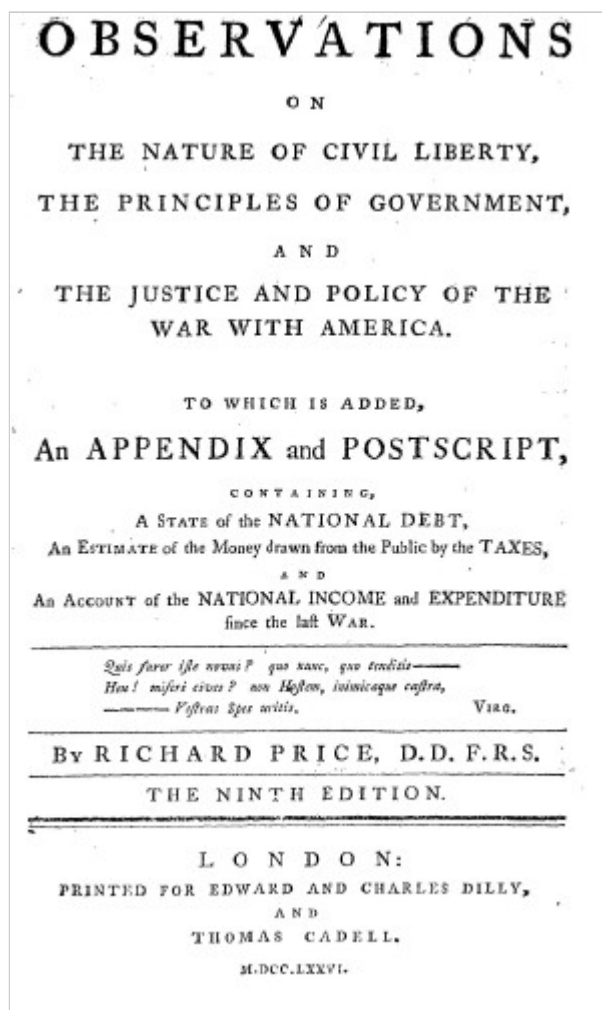 OBSERVATIONS
ON
THE NATURE OF CIVIL LIBERTY,
THE PRINCIPLES OF GOVERNMENT,
AND
THE JUSTICE AND POLICY OF THE
WAR WITH AMERICA.
TO WHICH IS ADDED,
An APPENDIX and POSTSCRIPT,
CONTAINING,
A STATE of the NATIONAL DEBT,
An ESTIMATE of the Money drawn from the Public by the TAXES,
AND
An ACCOUNT of the NATIONAL INCOME and EXPENDITURE
ſince the laſt WAR.
Quis furor iſte novus? quo nunc, quo tenditis———
Heu! miſeri cives? non Hoſtem, inimicaque caſtra,
——— Veſtras Spes uritis. VIRG.
BY RICHARD PRICE, D.D. F.R.S.
THE NINTH EDITION.
LONDON:
PRINTED FOR EDWARD AND CHARLES DILLY,
AND
THOMAS CADELL.
M.DCC.LXXVI.